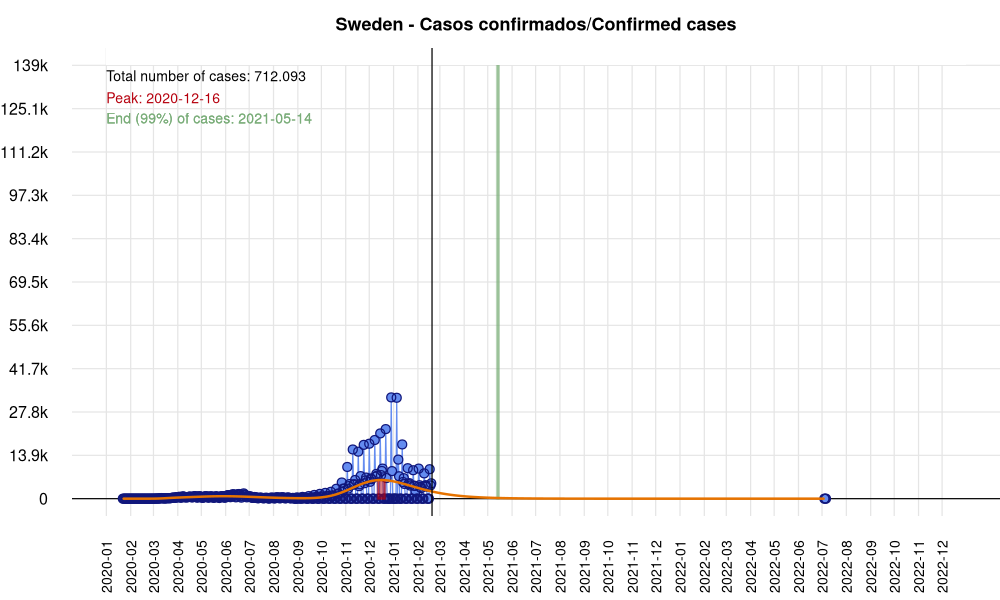 Sweden - Casos confirmados/Confirmed cases
Total number of cases: 712.093
Peak: 2020-12-16
End (99%) of cases: 2021-05-14
139k
125.1k
111.2k
97.3k
83.4k
69.5k
55.6k
41.7k
27.8k
13.9k
0
2020-01
2020-02
2020-03
2020-04
2020-05
2020-06
2020-07
2020-08
2020-09
2020-10
2020-11
2020-12
2021-01
2021-02
2021-03
2021-04
2021-05
2021-06
2021-07
2021-08
2021-09
2021-10
2021-11
2021-12
2022-01
2022-02
2022-03
2022-04
2022-05
2022-06
2022-07
2022-08
2022-09
2022-10
2022-11
2022-12